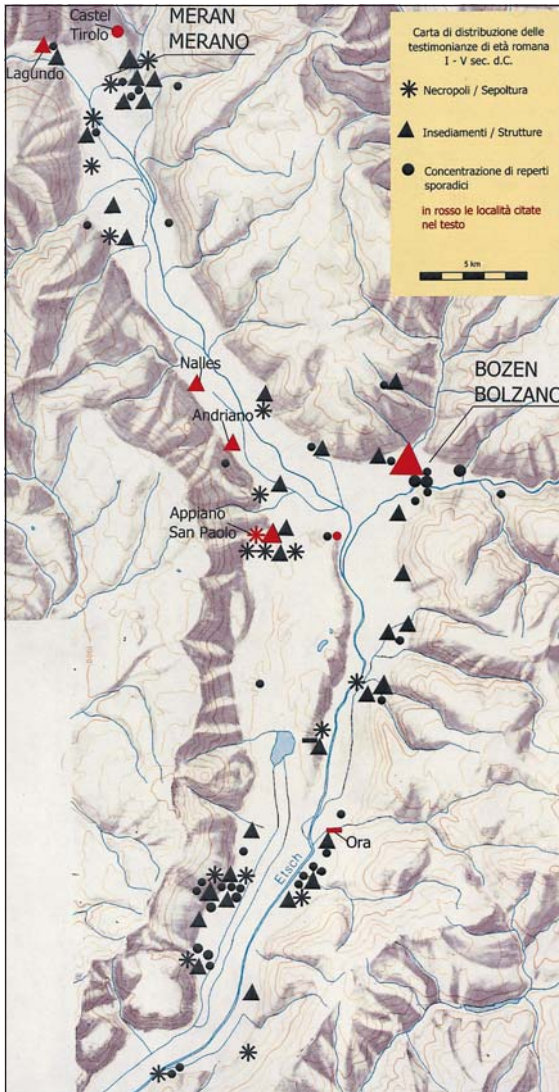 Castel
Tirolo
MERAN
MERANO
Lagundo
Carta di distribuzione delle
testimonianze di età romana
I - V sec. d.C.
Necropoli / Sepoltura
Insediamenti / Strutture
Concentrazione di reperti
sporadici
in rosso le località citate
nel testo
5 km
Nalles
Andriano
BOZEN
BOLZANO
Appiano
San Paolo
Ora
Etsch